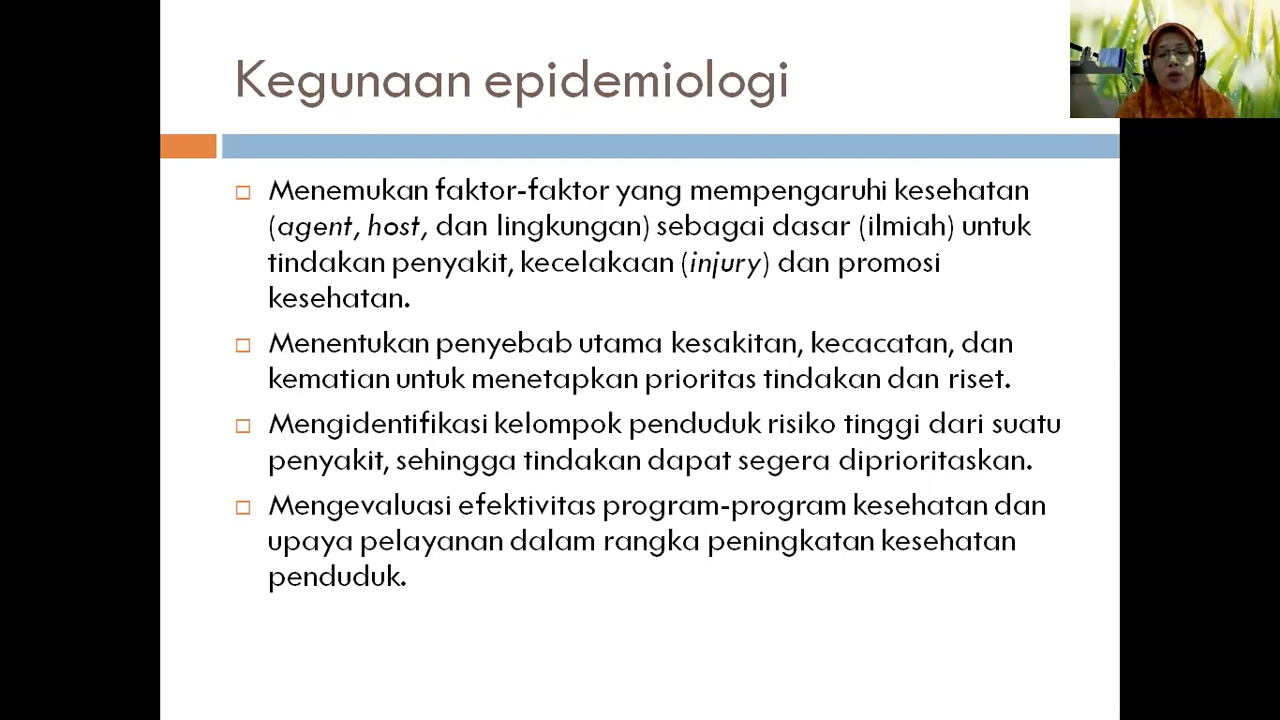 Kegunaan epidemiologi
Menemukan faktor-faktor yang mempengaruhi kesehatan
(agent, host, dan lingkungan) sebagai dasar (ilmiah) untuk
tindakan penyakit, kecelakaan (injury) dan promosi
kesehatan.
Menentukan penyebab utama kesakitan, kecacatan, dan
kematian untuk menetapkan prioritas tindakan dan riset.
Mengidentifikasi kelompok penduduk risiko tinggi dari suatu
penyakit, sehingga tindakan dapat segera diprioritaskan.
Mengevaluasi efektivitas program-program kesehatan dan
upaya pelayanan dalam rangka peningkatan kesehatan
penduduk.